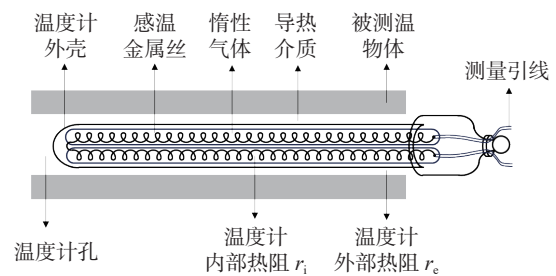 温度计
外壳
感温
金属丝
惰性
气体
导热
介质
被测温
物体
测量引线
温度计孔
温度计
内部热阻 r_i
温度计
外部热阻 r_e